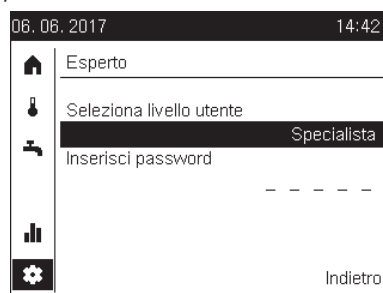 06. 06. 2017 14:42
Esperto
Seleziona livello utente
Specialista
Inserisci password
_ _ _ _ _
Indietro